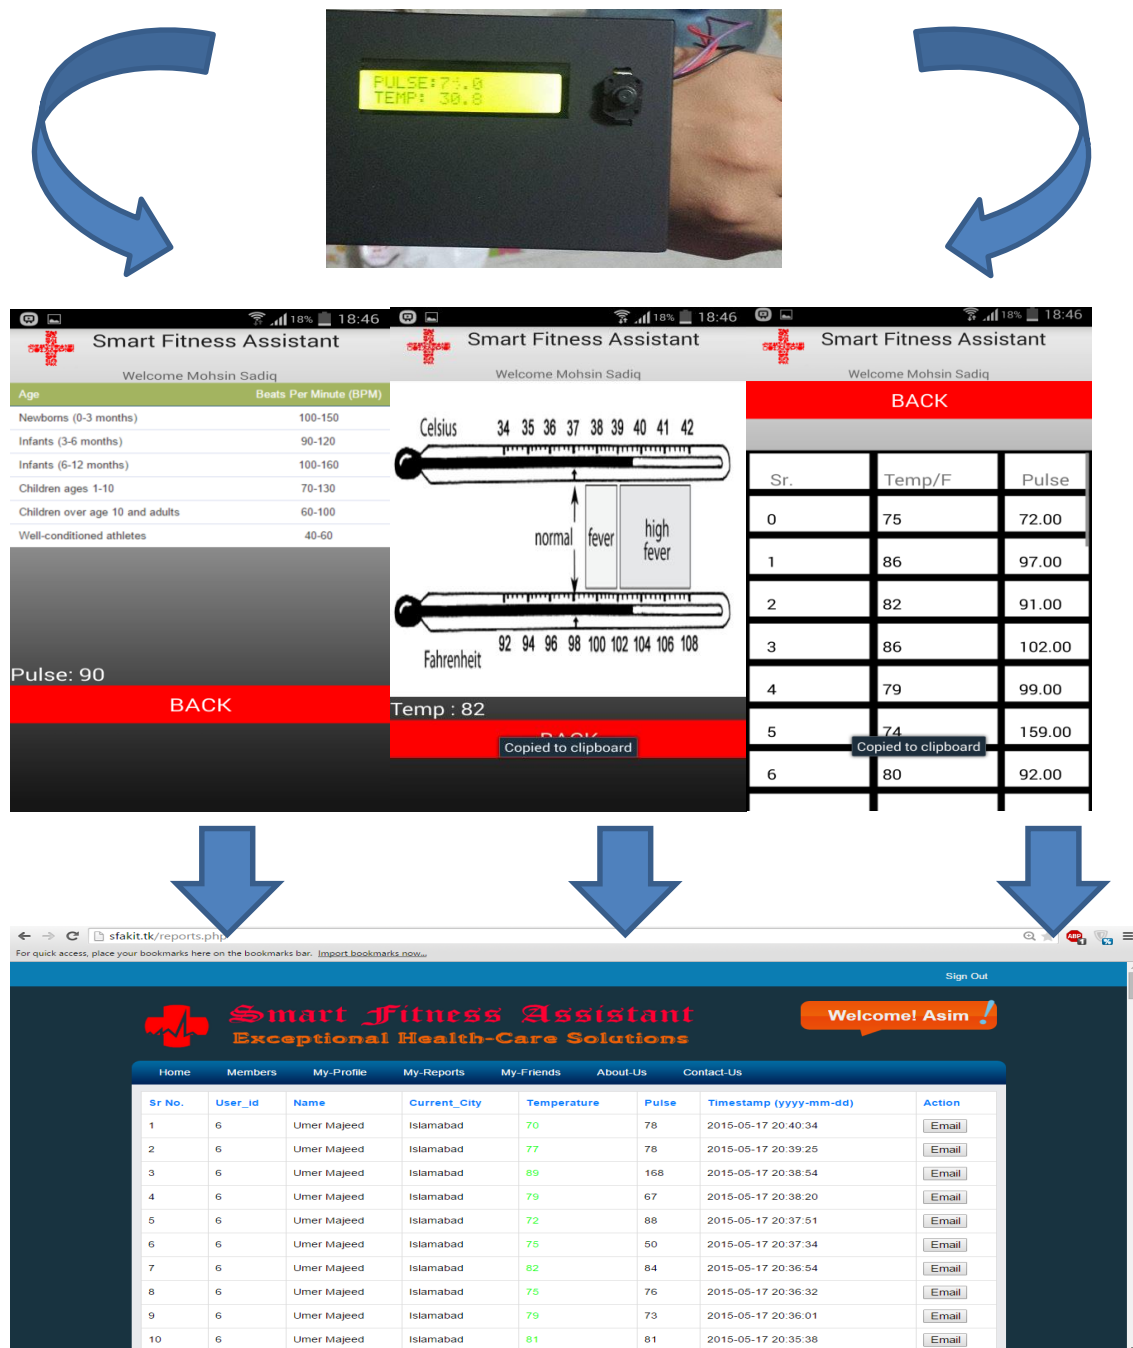 PULSE:7 .0
TEMP: 30.8
18% 18:46
Smart Fitness Assistant
Welcome Mohsin Sadiq
Age Beats Per Minute (BPM)
Newborns (0-3 months) 100-150
Infants (3-6 months) 90-120
Infants (6-12 months) 100-160
Children ages 1-10 70-130
Children over age 10 and adults 60-100
Well-conditioned athletes 40-60
Pulse: 90
BACK
18% 18:46
Smart Fitness Assistant
Welcome Mohsin Sadiq
Celsius 34 35 36 37 38 39 40 41 42
normal fever high
fever
92 94 96 98 100 102 104 106 108
Fahrenheit
Temp : 82
BACK
Copied to clipboard
18% 18:46
Smart Fitness Assistant
Welcome Mohsin Sadiq
BACK
Sr. Temp/F Pulse
0 75 72.00
1 86 97.00
2 82 91.00
3 86 102.00
4 79 99.00
5 74 159.00
Copied to clipboard
6 80 92.00
sfakit.tk/reports.php
ABP
1
%
For quick access, place your bookmarks here on the bookmarks bar. Import bookmarks now...
Sign Out
Smart Fitness Assistant
Exceptional Health-Care Solutions
Welcome! Asim !
Home Members My-Profile My-Reports My-Friends About-Us Contact-Us
Sr No. User_id Name Current_City Temperature Pulse Timestamp (yyyy-mm-dd) Action
1 6 Umer Majeed Islamabad 70 78 2015-05-17 20:40:34 Email
2 6 Umer Majeed Islamabad 77 78 2015-05-17 20:39:25 Email
3 6 Umer Majeed Islamabad 89 168 2015-05-17 20:38:54 Email
4 6 Umer Majeed Islamabad 79 67 2015-05-17 20:38:20 Email
5 6 Umer Majeed Islamabad 72 88 2015-05-17 20:37:51 Email
6 6 Umer Majeed Islamabad 75 50 2015-05-17 20:37:34 Email
7 6 Umer Majeed Islamabad 82 84 2015-05-17 20:36:54 Email
8 6 Umer Majeed Islamabad 75 76 2015-05-17 20:36:32 Email
9 6 Umer Majeed Islamabad 79 73 2015-05-17 20:36:01 Email
10 6 Umer Majeed Islamabad 81 81 2015-05-17 20:35:38 Email